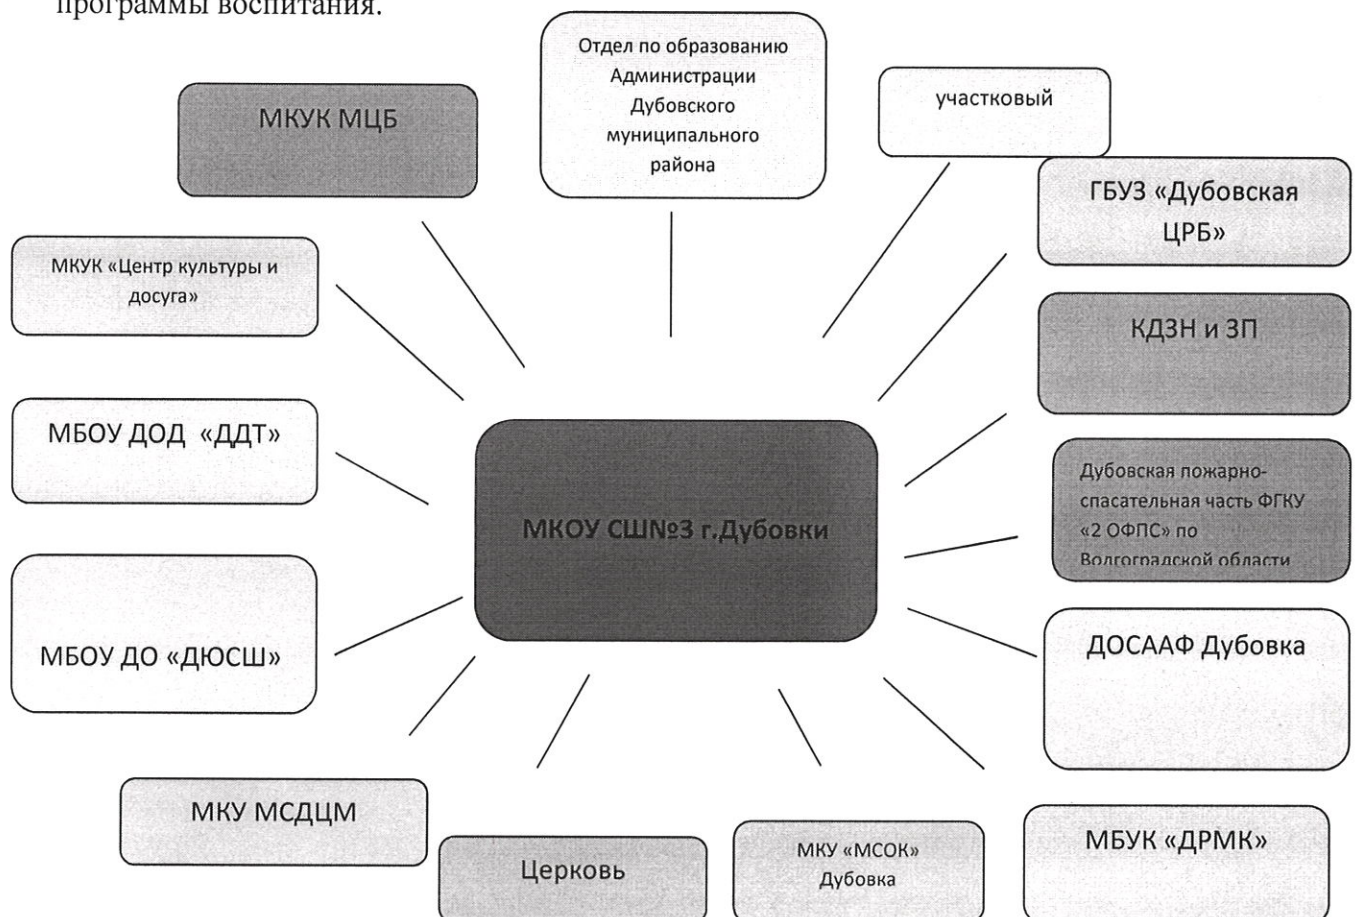 программы воспитания.
Отдел по образованию
Администрации
Дубовского
муниципального
района
участковый
МКУК МЦБ
ГБУЗ «Дубовская
ЦРБ»
МКУК «Центр культуры и
досуга»
КДЗН и ЗП
МБОУ ДОД «ДДТ»
Дубовская пожарно-
спасательная часть ФГКУ
«2 ОФПС» по
Волгоградской области
МКОУ СШ№3 г.Дубовки
МБОУ ДО «ДЮСШ»
ДОСААФ Дубовка
МКУ МСДЦМ
Церковь
МКУ «МСОК»
Дубовка
МБУК «ДРМК»